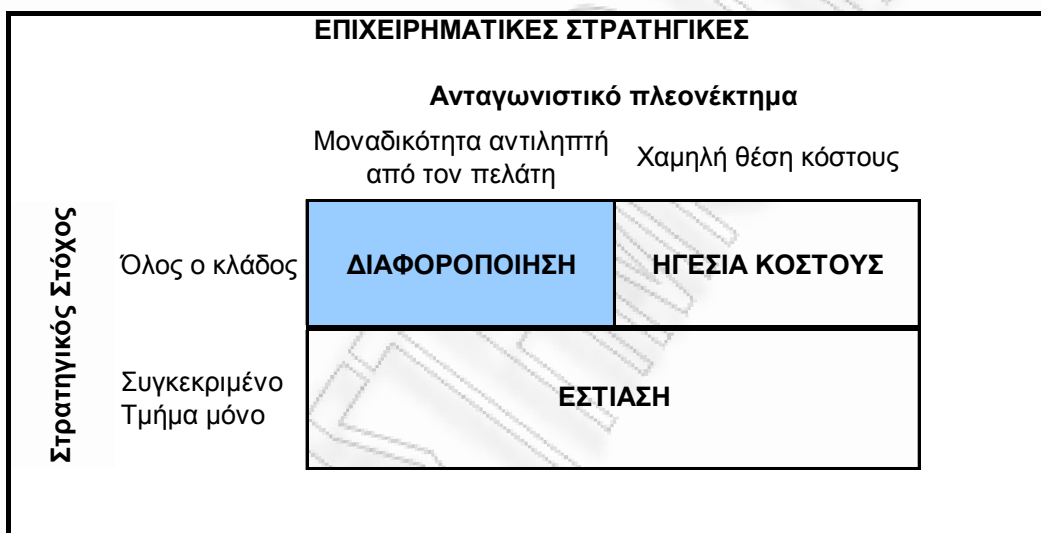 ΕΠΙΧΕΙΡΗΜΑΤΙΚΕΣ ΣΤΡΑΤΗΓΙΚΕΣ
Ανταγωνιστικό πλεονέκτημα
Μοναδικότητα αντιληπτή
από τον πελάτη
Χαμηλή θέση κόστους
Στρατηγικός Στόχος
Όλος ο κλάδος
ΔΙΑΦΟΡΟΠΟΙΗΣΗ
ΗΓΕΣΙΑ ΚΟΣΤΟΥΣ
Συγκεκριμένο
Τμήμα μόνο
ΕΣΤΙΑΣΗ